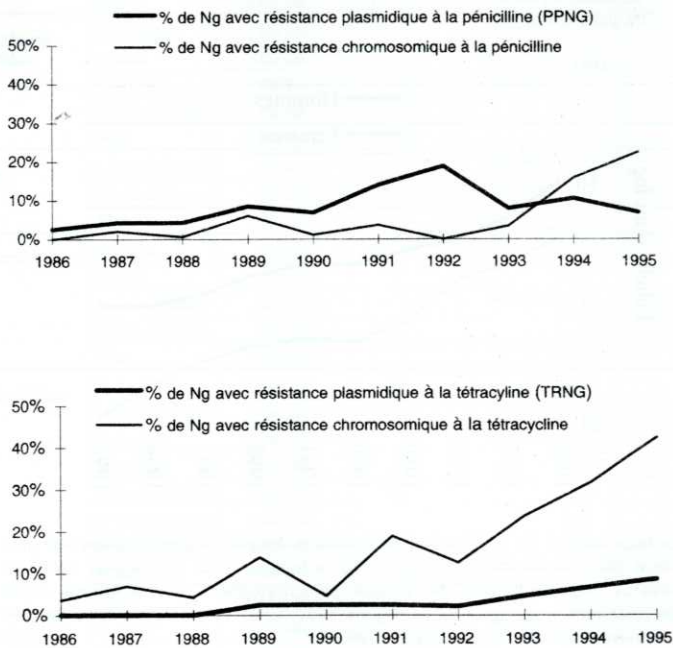 % de Ng avec résistance plasmidique à la pénicilline (PPNG)
% de Ng avec résistance chromosomique à la pénicilline
50%
40%
30%
20%
10%
0%
1986 1987 1988 1989 1990 1991 1992 1993 1994 1995
% de Ng avec résistance plasmidique à la tétracyline (TRNG)
% de Ng avec résistance chromosomique à la tétracycline
50%
40%
30%
20%
10%
0%
1986 1987 1988 1989 1990 1991 1992 1993 1994 1995